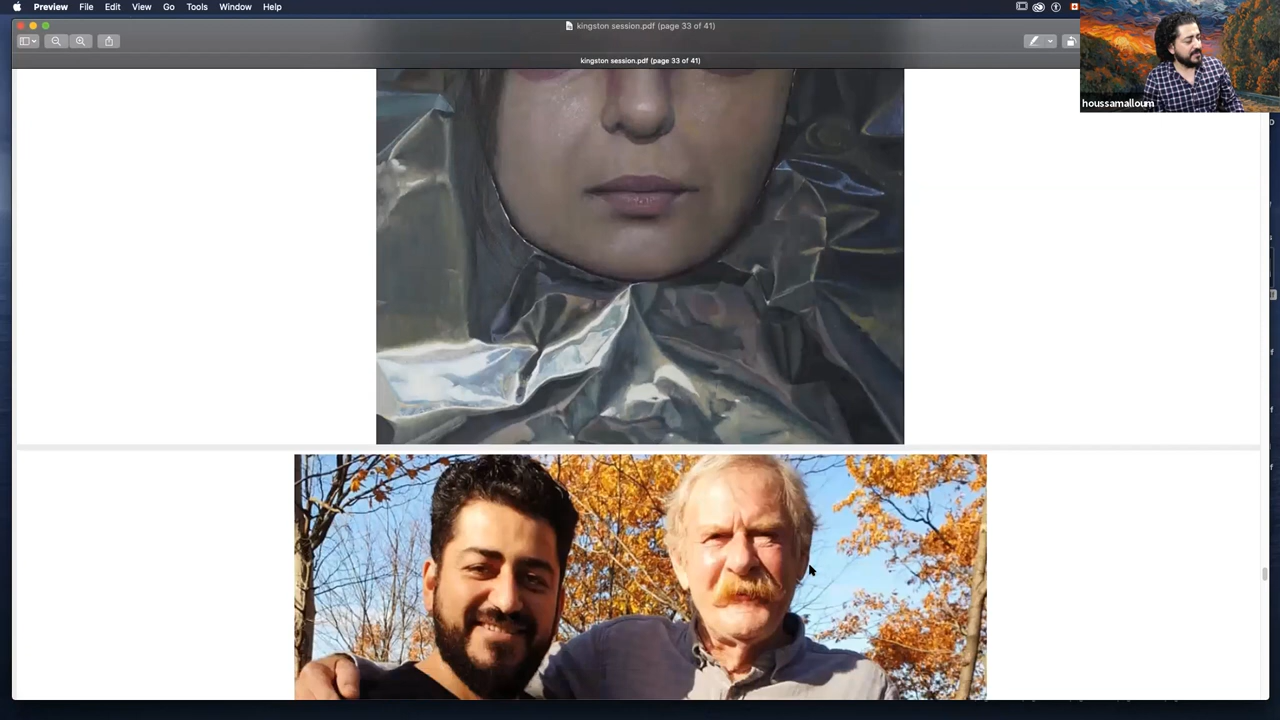 Preview File Edit View Go Tools Window Help
kingston session.pdf (page 33 of 41)
kingston session.pdf (page 33 of 41)
houssamalloum